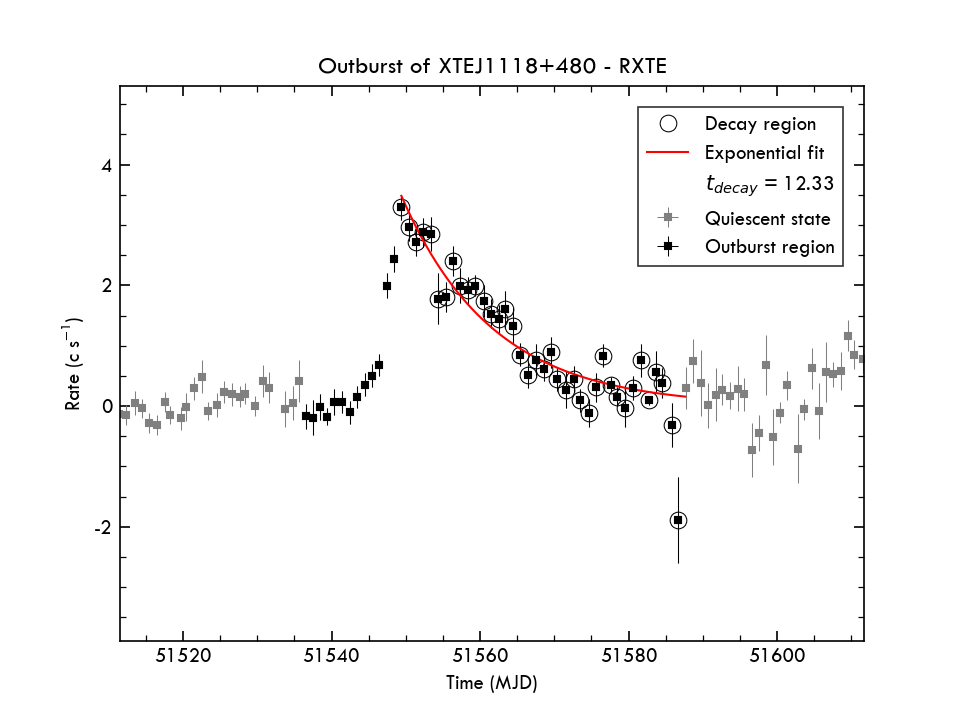 Outburst of XTEJ1118+480 - RXTE
Decay region
Exponential fit
t_decay = 12.33
Quiescent state
Outburst region
4
2
0
-2
Rate (c s⁻¹)
51520 51540 51560 51580 51600
Time (MJD)